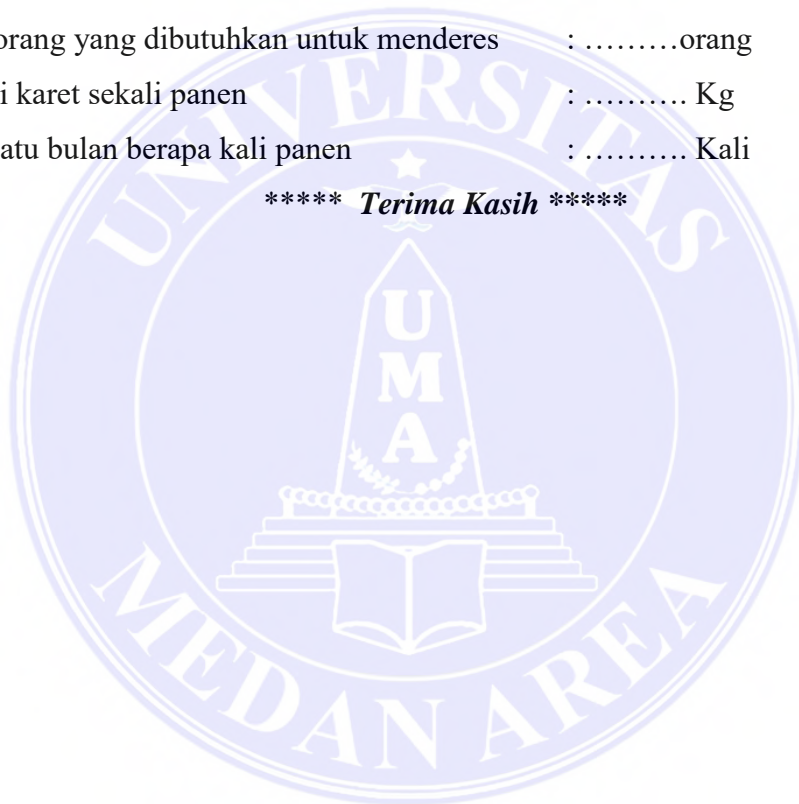 orang yang dibutuhkan untuk menderes : ………orang
i karet sekali panen : ………. Kg
atu bulan berapa kali panen : ………. Kali
***** Terima Kasih *****
UNIVERSITAS
U
M
A
MEDAN AREA